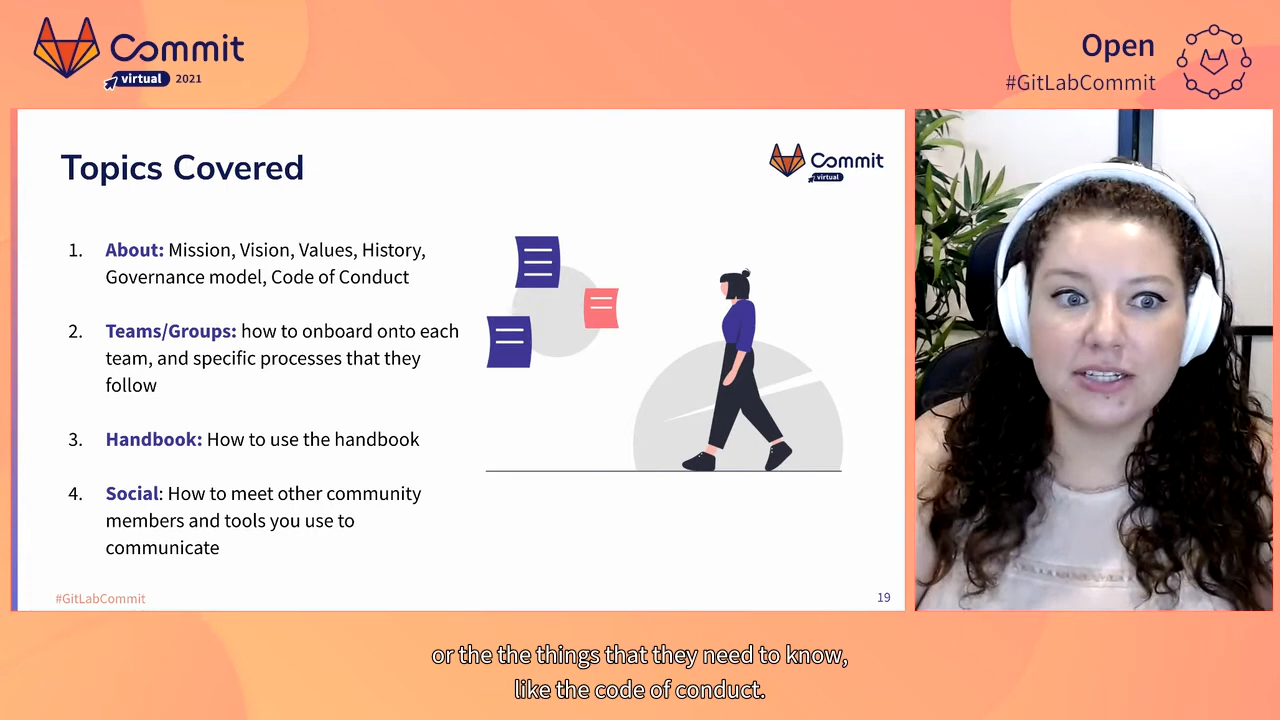 Commit
virtual 2021
Open
#GitLabCommit
Topics Covered
Commit
virtual
1. About: Mission, Vision, Values, History,
Governance model, Code of Conduct
2. Teams/Groups: how to onboard onto each
team, and specific processes that they
follow
3. Handbook: How to use the handbook
4. Social: How to meet other community
members and tools you use to
communicate
#GitLabCommit
19
or the the things that they need to know,
like the code of conduct.